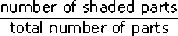 number of shaded parts
total number of parts